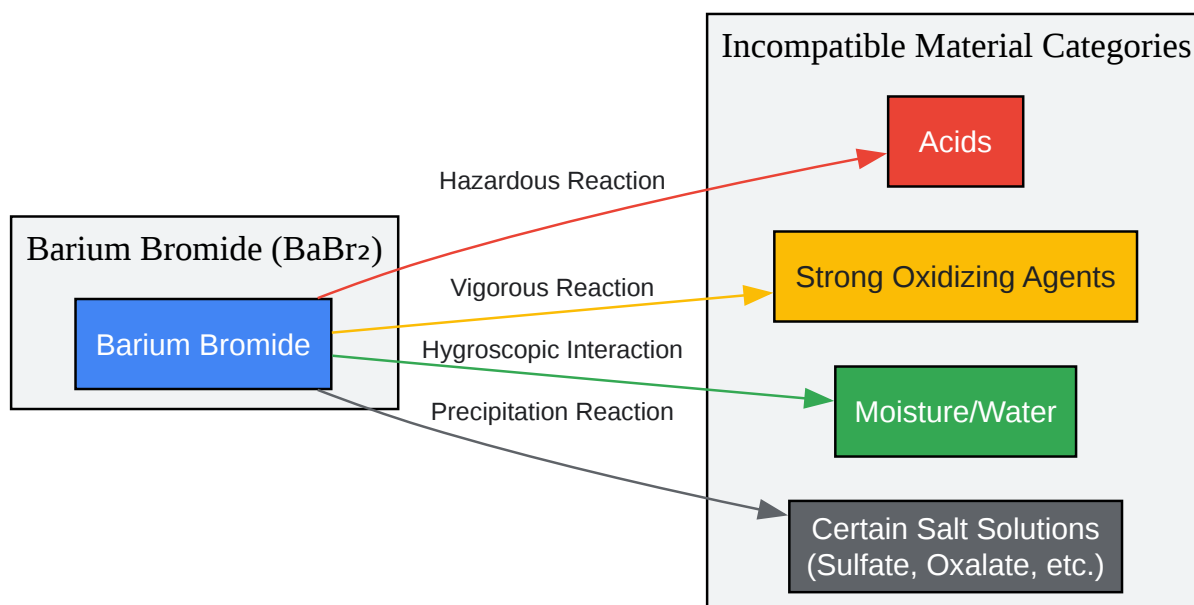 Incompatible Material Categories
Acids
Hazardous Reaction
Barium Bromide (BaBr₂)
Strong Oxidizing Agents
Vigorous Reaction
Barium Bromide
Hygroscopic Interaction
Moisture/Water
Precipitation Reaction
Certain Salt Solutions
(Sulfate, Oxalate, etc.)